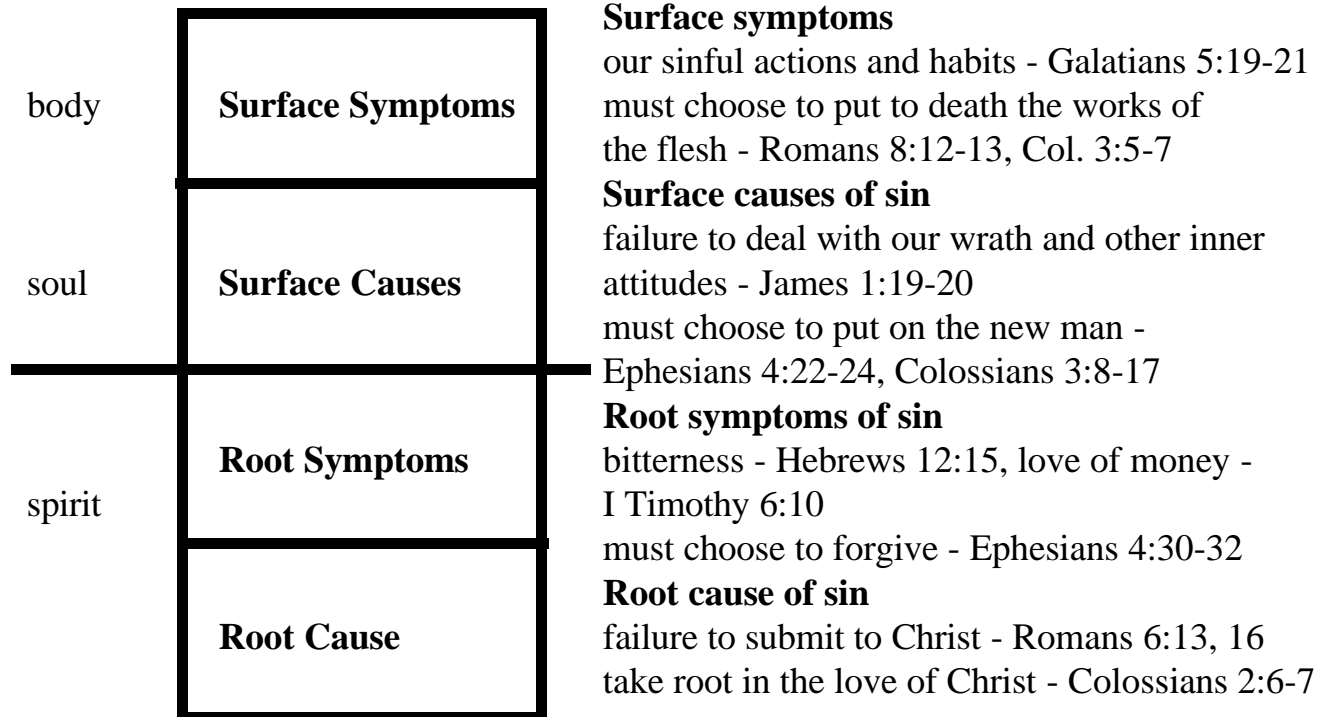 body
soul
spirit
Surface Symptoms
Surface Causes
Root Symptoms
Root Cause
Surface symptoms
our sinful actions and habits - Galatians 5:19-21
must choose to put to death the works of
the flesh - Romans 8:12-13, Col. 3:5-7
Surface causes of sin
failure to deal with our wrath and other inner
attitudes - James 1:19-20
must choose to put on the new man -
Ephesians 4:22-24, Colossians 3:8-17
Root symptoms of sin
bitterness - Hebrews 12:15, love of money -
I Timothy 6:10
must choose to forgive - Ephesians 4:30-32
Root cause of sin
failure to submit to Christ - Romans 6:13, 16
take root in the love of Christ - Colossians 2:6-7